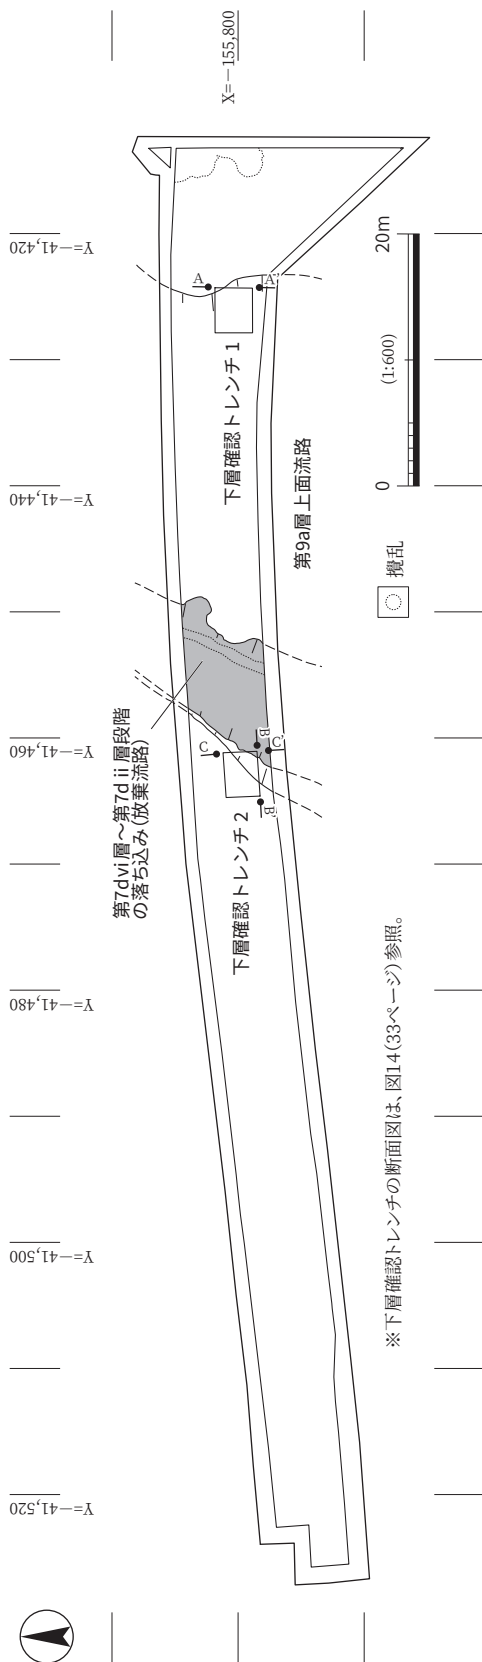 X=－155,800
Y=－41,420
Y=－41,440
Y=－41,460
Y=－41,480
Y=－41,500
Y=－41,520
A
A'
下層確認トレンチ 1
第9a層上面流路
第7dvi層～第7dⅱ層段階
の落ち込み（放棄流路）
C
C'
B
B'
下層確認トレンチ 2
攪乱
0
(1:600)
20m
※下層確認トレンチの断面図は、図14（33ページ）参照。